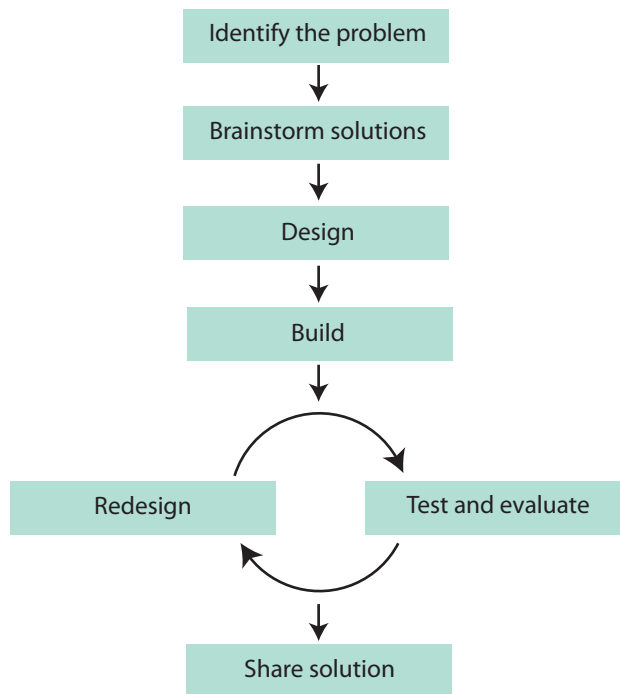 Identify the problem
Brainstorm solutions
Design
Build
Redesign
Test and evaluate
Share solution